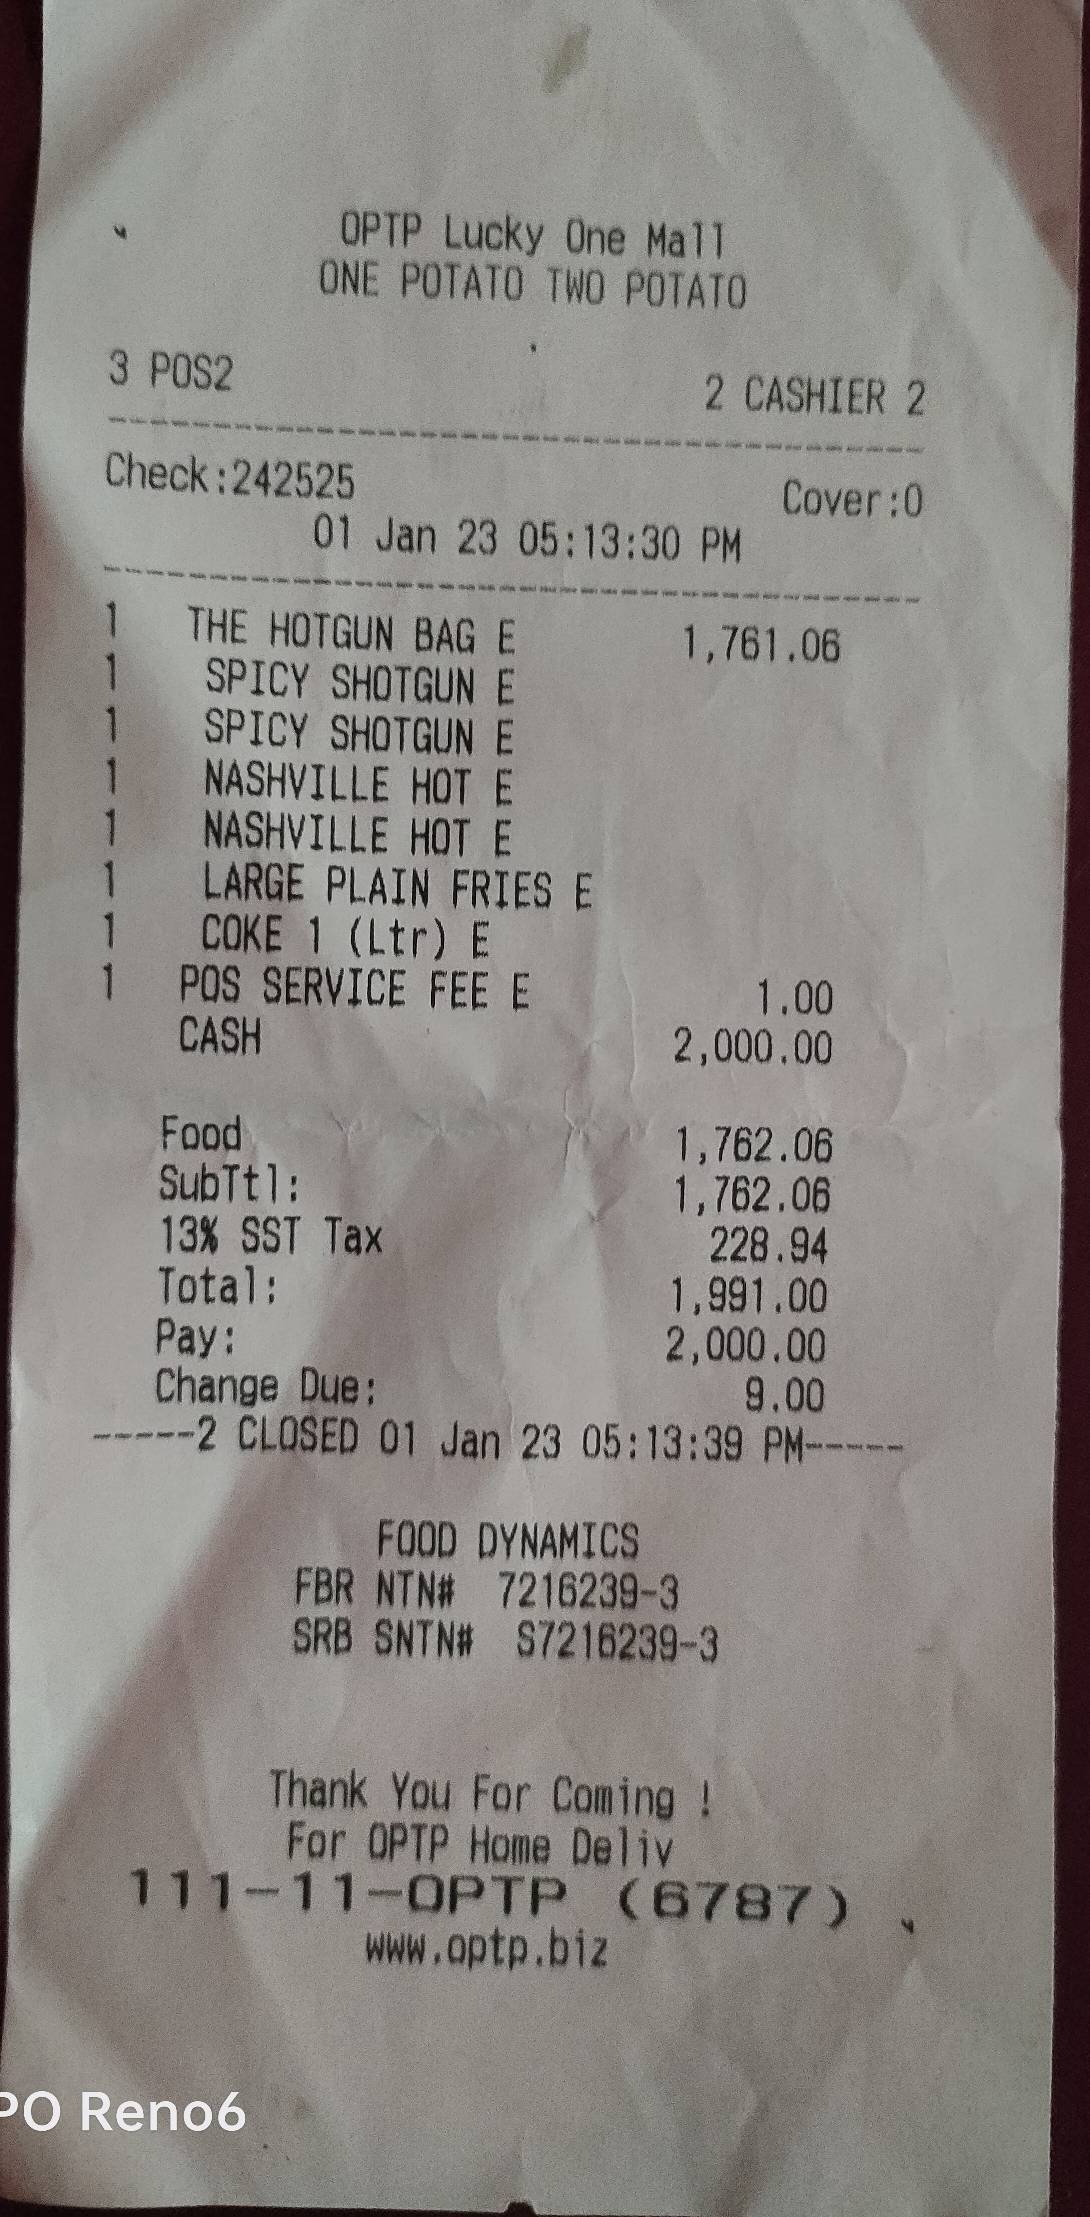 OPTP Lucky One Mall
ONE POTATO TWO POTATO
3 POS2 2 CASHIER 2
Check:242525 Cover:0
01 Jan 23 05:13:30 PM
1 THE HOTGUN BAG E 1,761.06
1 SPICY SHOTGUN E
1 SPICY SHOTGUN E
1 NASHVILLE HOT E
1 NASHVILLE HOT E
1 LARGE PLAIN FRIES E
1 COKE 1 (Ltr) E
1 POS SERVICE FEE E 1.00
CASH 2,000.00
Food 1,762.06
SubTtl: 1,762.06
13% SST Tax 228.94
Total: 1,991.00
Pay: 2,000.00
Change Due: 9.00
-----2 CLOSED 01 Jan 23 05:13:39 PM-----
FOOD DYNAMICS
FBR NTN# 7216239-3
SRB SNTN# S7216239-3
Thank You For Coming !
For OPTP Home Deliv
111-11-OPTP (6787)
www.optp.biz
PO Reno6